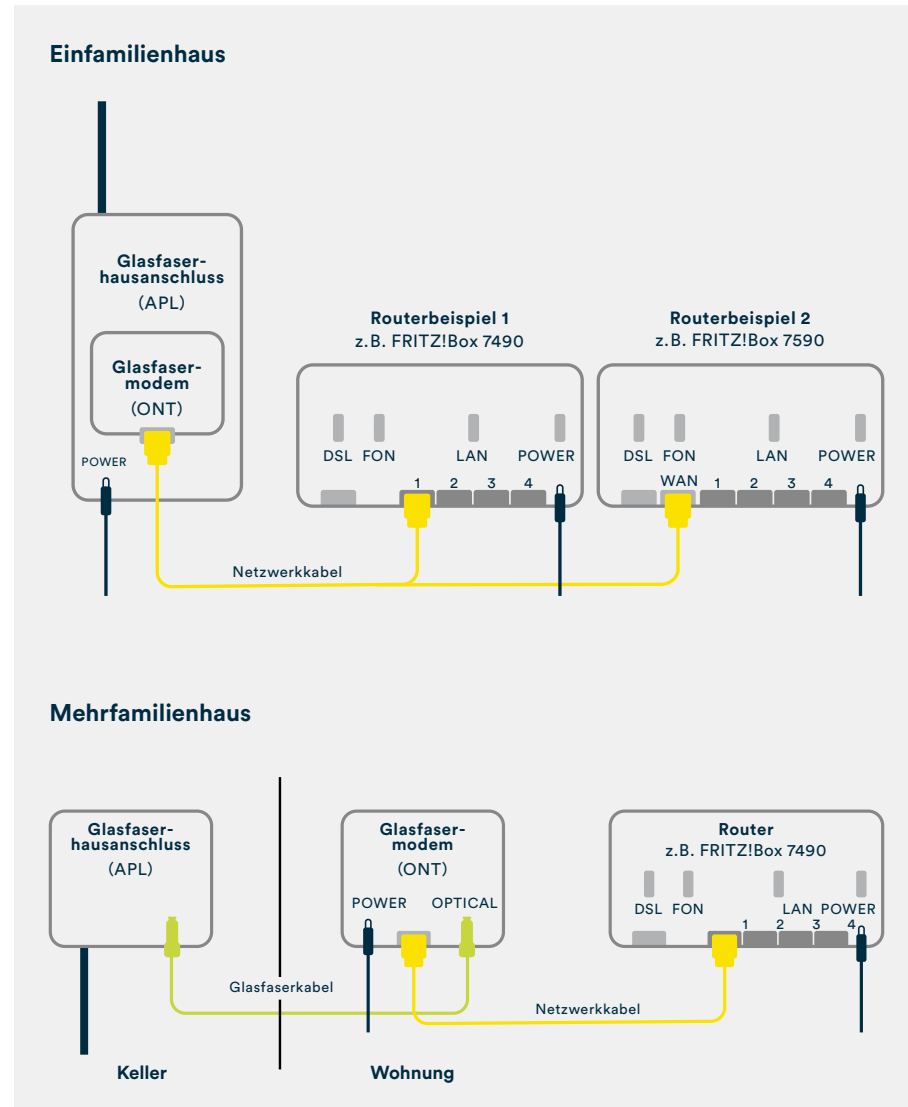 Einfamilienhaus
Glasfaser-
hausanschluss
(APL)
Glasfaser-
modem
(ONT)
POWER
Routerbeispiel 1
z.B. FRITZ!Box 7490
DSL FON LAN POWER
1 2 3 4
Routerbeispiel 2
z.B. FRITZ!Box 7590
DSL FON LAN POWER
WAN 1 2 3 4
Netzwerkkabel
Mehrfamilienhaus
Glasfaser-
hausanschluss
(APL)
Glasfaser-
modem
(ONT)
POWER OPTICAL
Router
z.B. FRITZ!Box 7490
DSL FON LAN POWER
1 2 3 4
Glasfaserkabel
Netzwerkkabel
Keller
Wohnung